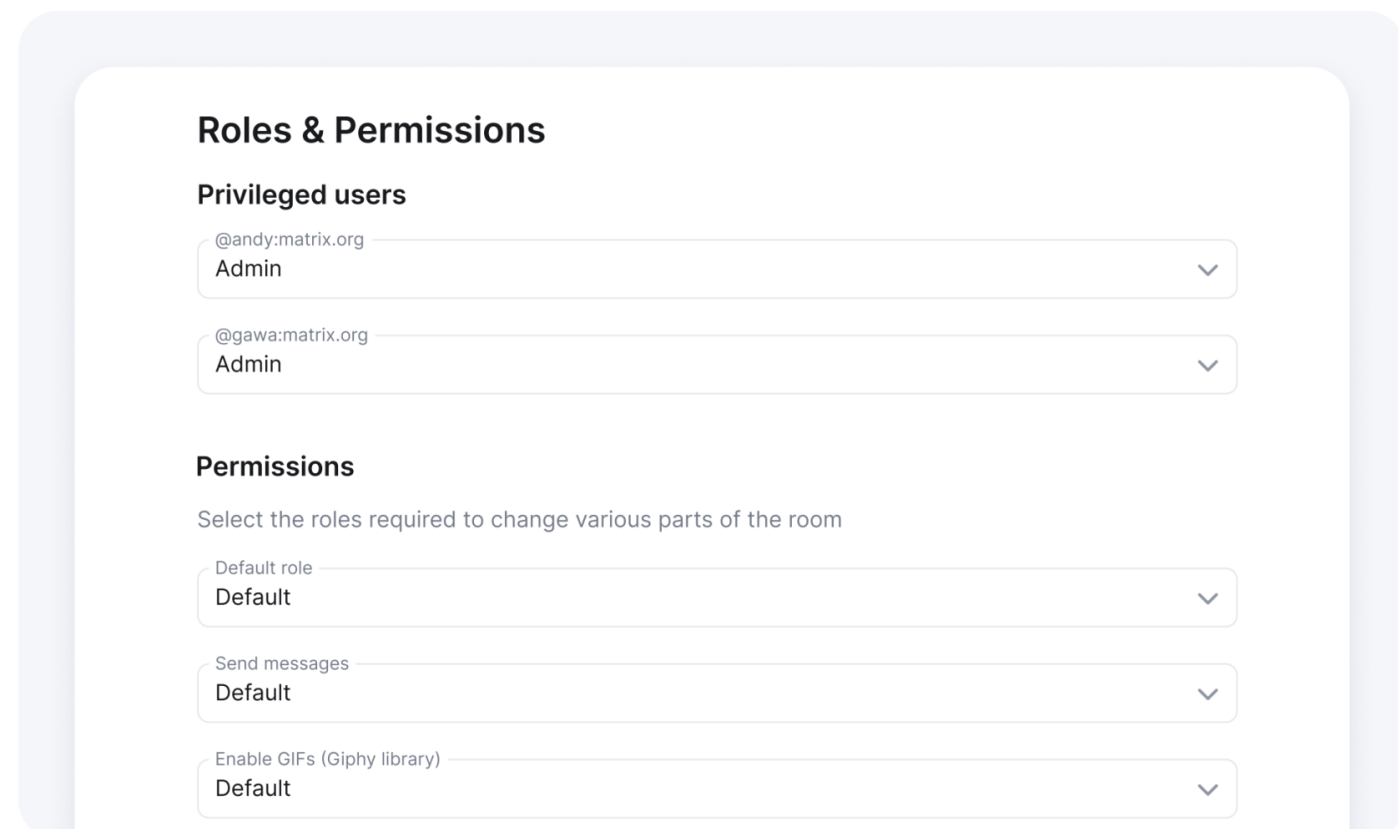 Roles & Permissions
Privileged users
@andy:matrix.org
Admin
@gawa:matrix.org
Admin
Permissions
Select the roles required to change various parts of the room
Default role
Default
Send messages
Default
Enable GIFs (Giphy library)
Default